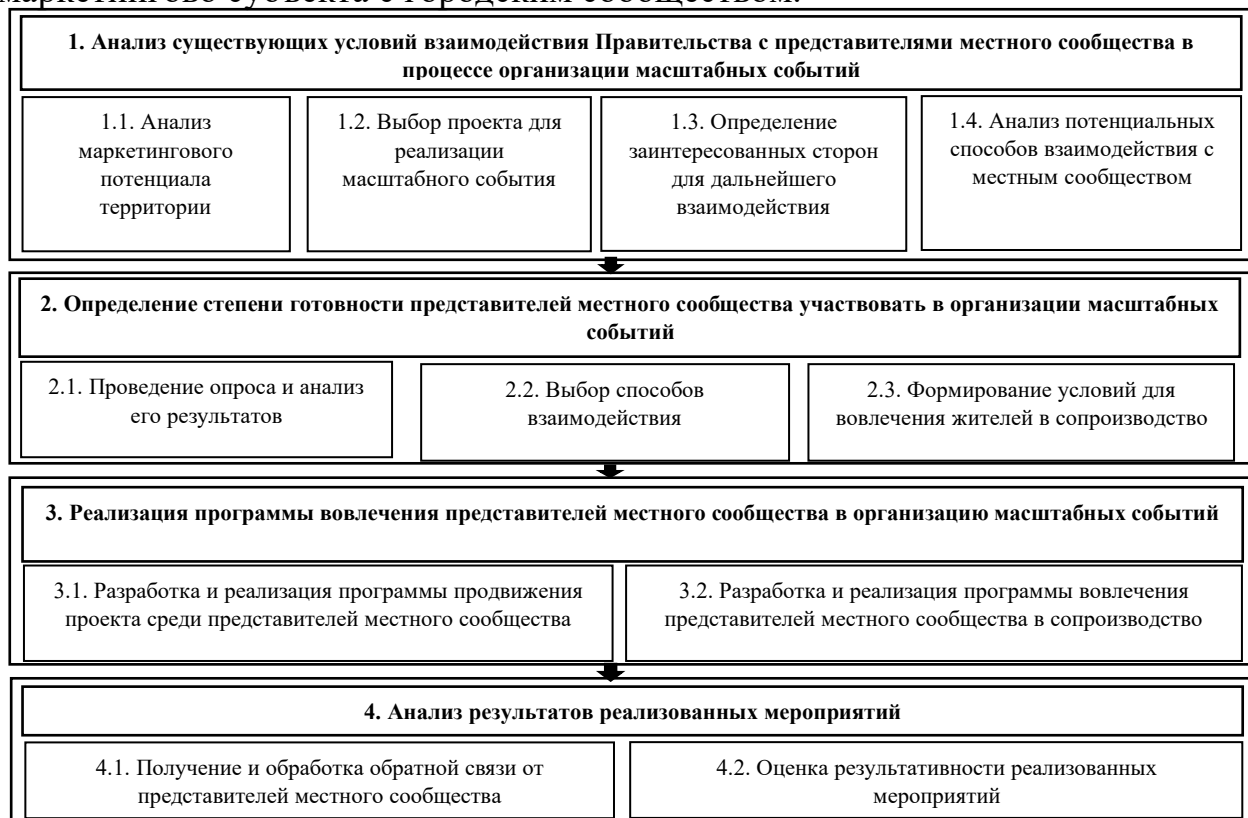 маркетингово субъекта с городским сообществом.
1. Анализ существующих условий взаимодействия Правительства с представителями местного сообщества в
процессе организации масштабных событий
1.1. Анализ
маркетингового
потенциала
территории
1.2. Выбор проекта для
реализации
масштабного события
1.3. Определение
заинтересованных сторон
для дальнейшего
взаимодействия
1.4. Анализ потенциальных
способов взаимодействия с
местным сообществом
2. Определение степени готовности представителей местного сообщества участвовать в организации масштабных
событий
2.1. Проведение опроса и анализ
его результатов
2.2. Выбор способов
взаимодействия
2.3. Формирование условий для
вовлечения жителей в сопроизводство
3. Реализация программы вовлечения представителей местного сообщества в организацию масштабных событий
3.1. Разработка и реализация программы продвижения
проекта среди представителей местного сообщества
3.2. Разработка и реализация программы вовлечения
представителей местного сообщества в сопроизводство
4. Анализ результатов реализованных мероприятий
4.1. Получение и обработка обратной связи от
представителей местного сообщества
4.2. Оценка результативности реализованных
мероприятий